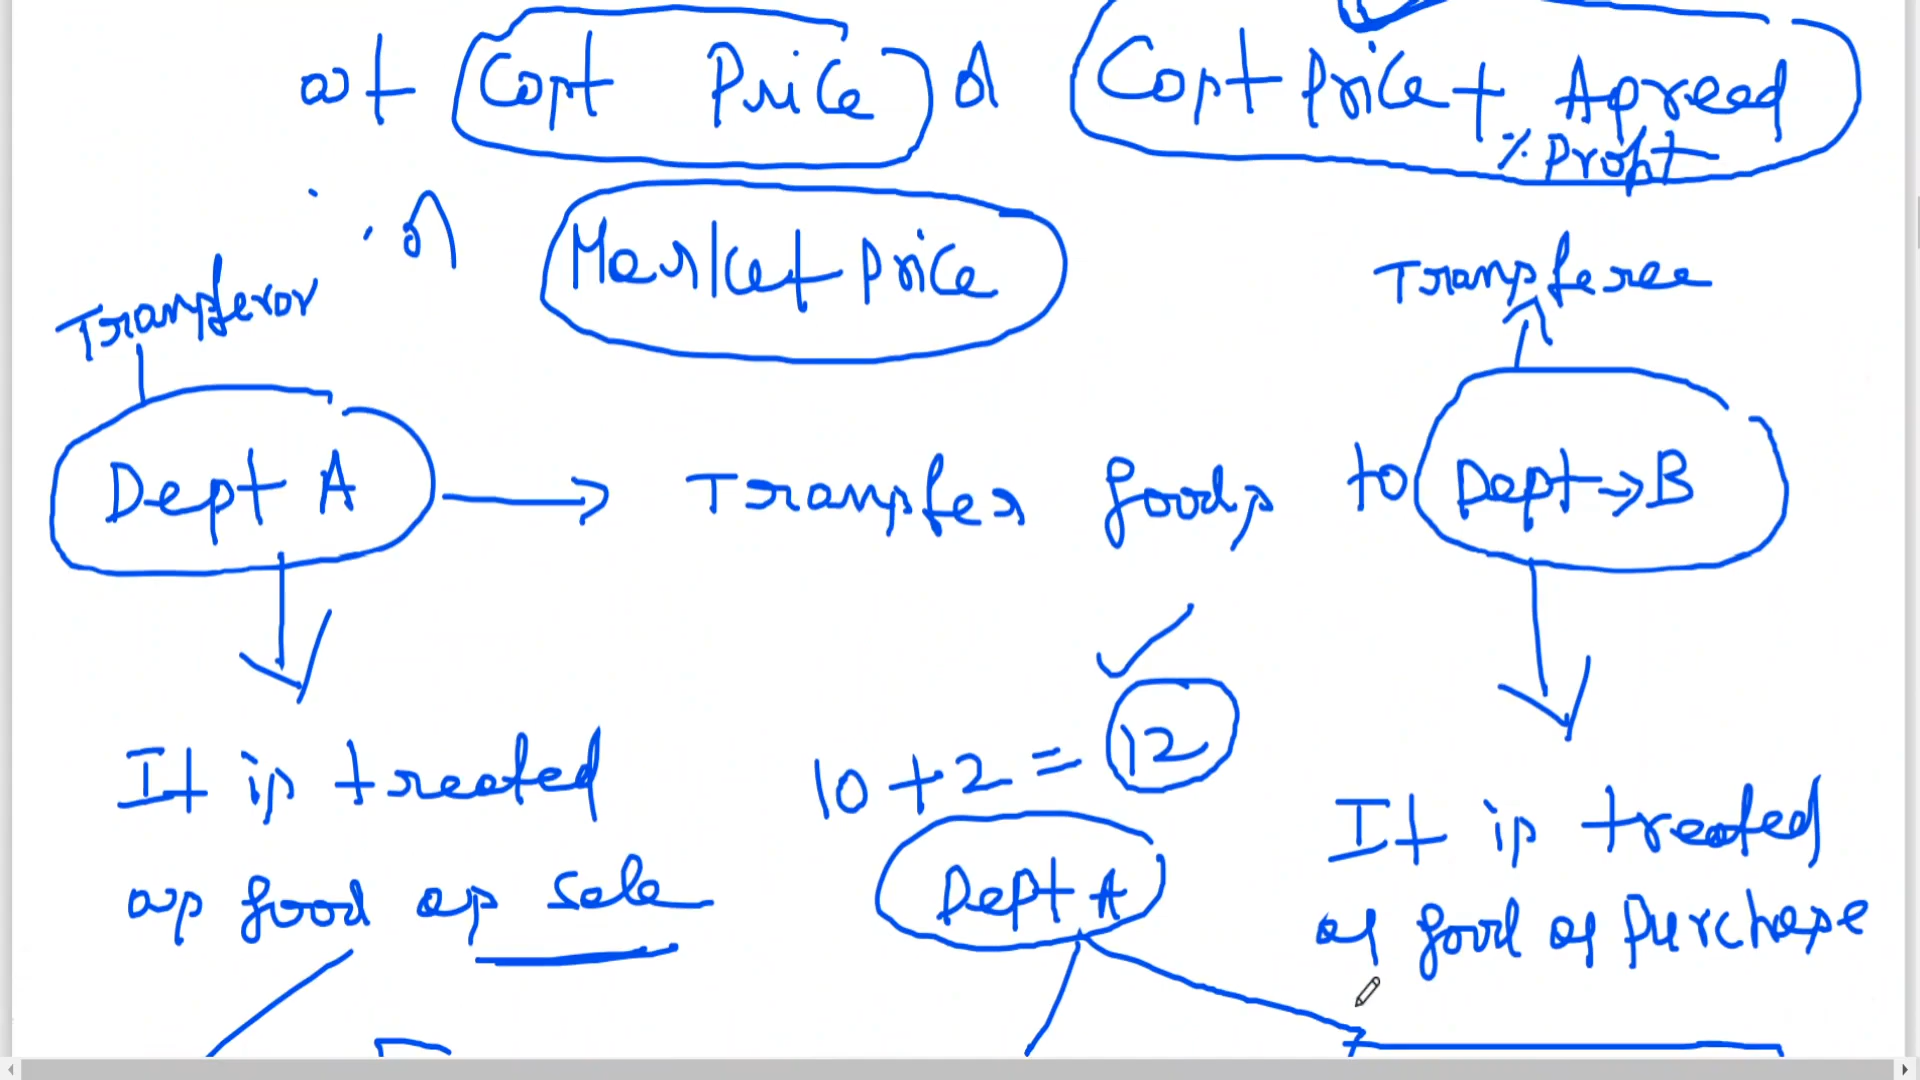 at Cost Price or Cost Price + Agreed
% Profit
or Market price
Transferor
Transferee
Dept A → Transfer goods to Dept → B
10 + 2 = 12
It is treated
as good as sale
Dept A
It is treated
as good as Purchase